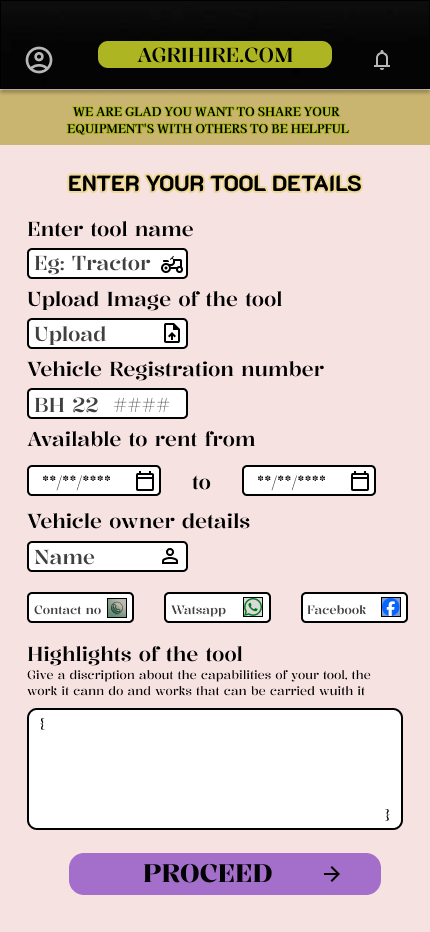 AGRIHIRE.COM
WE ARE GLAD YOU WANT TO SHARE YOUR
EQUIPMENT'S WITH OTHERS TO BE HELPFUL
ENTER YOUR TOOL DETAILS
Enter tool name
Eg: Tractor
Upload Image of the tool
Upload
Vehicle Registration number
BH 22 ####
Available to rent from
**/**/**** to **/**/****
Vehicle owner details
Name
Contact no Watsapp Facebook
Highlights of the tool
Give a discription about the capabilities of your tool, the
work it cann do and works that can be carried wuith it
{
}
PROCEED →